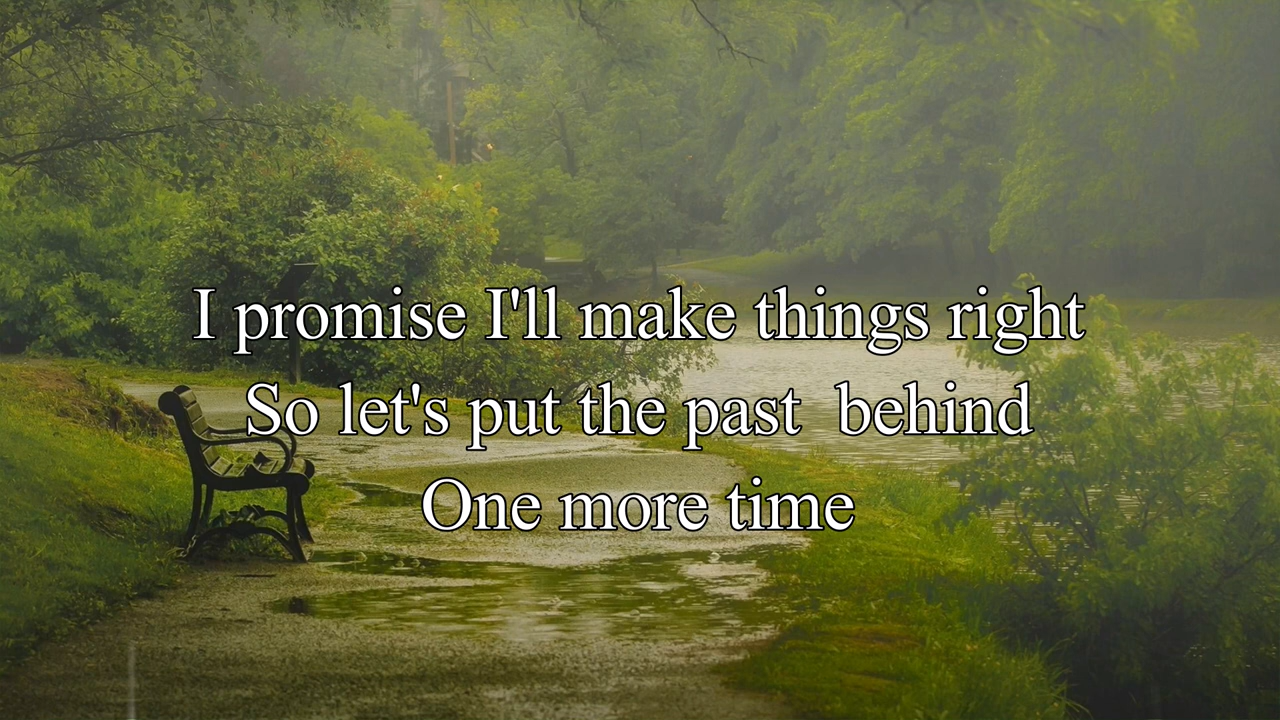 I promise I'll make things right
So let's put the past  behind
One more time